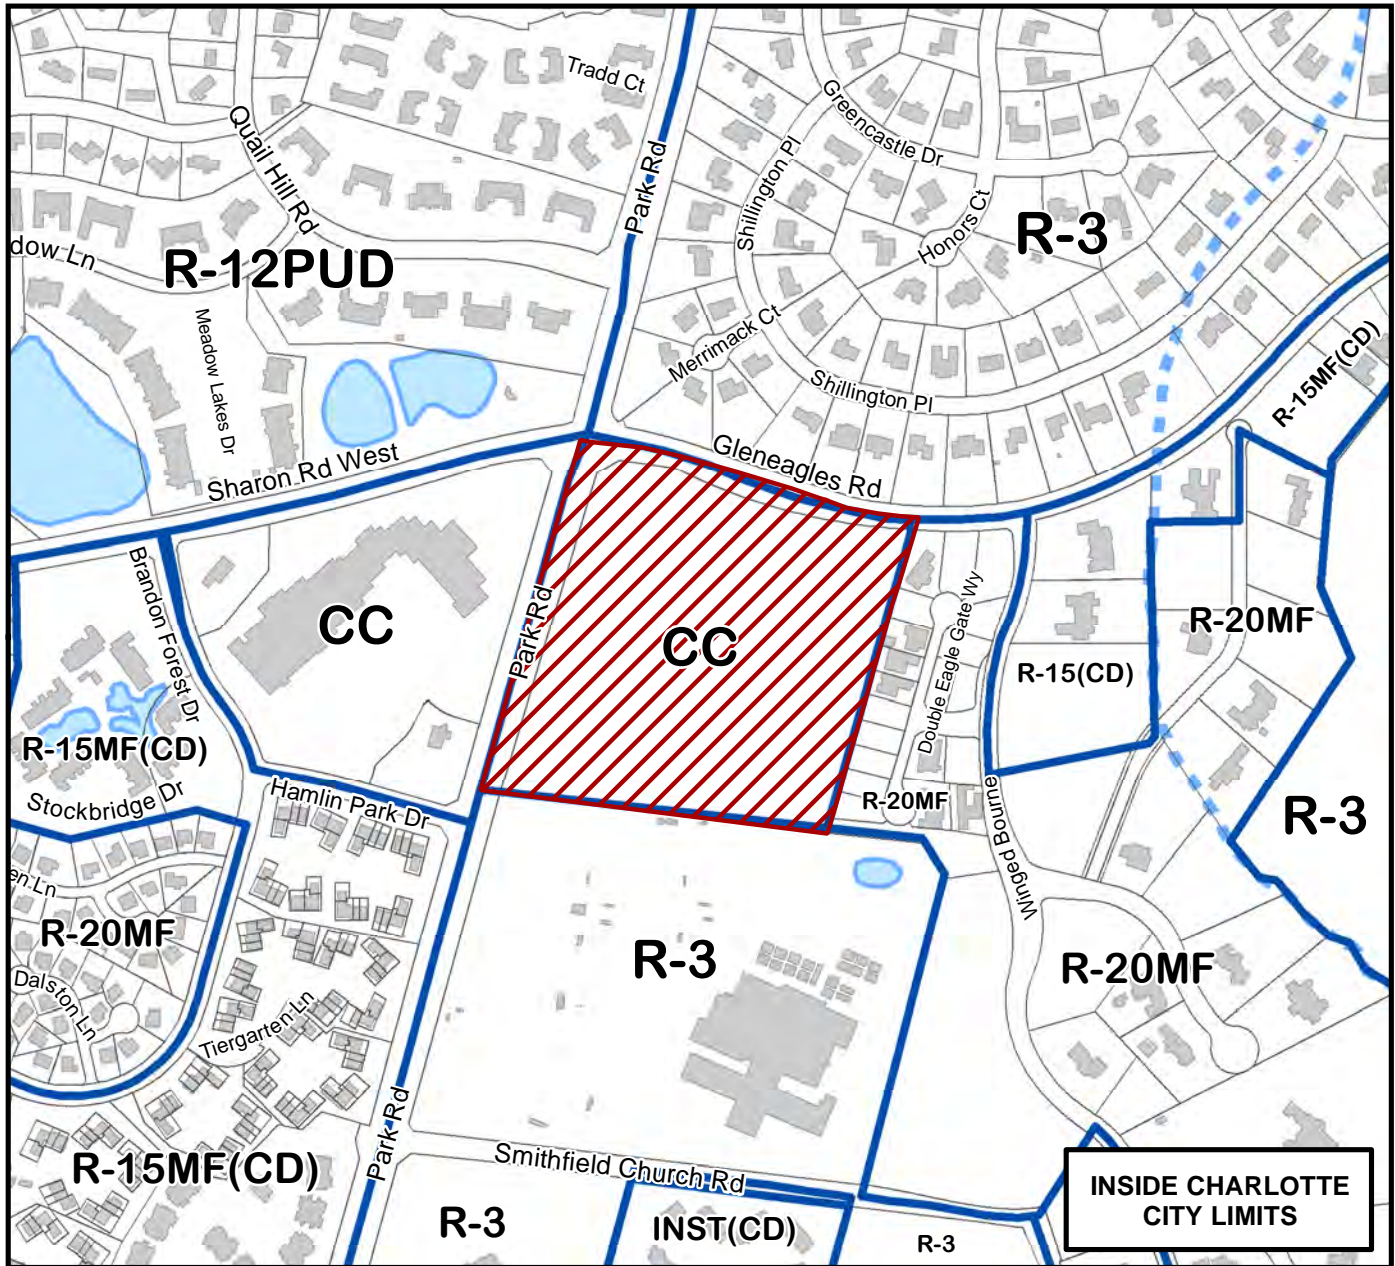 Tradd Ct
Greencastle Dr
Quail Hill Rd
Park Rd
Shillington Pl
Honors Ct
R-3
dow Ln
R-12PUD
Meadow Lakes Dr
Merrimack Ct
Shillington Pl
R-15MF(CD)
Gleneagles Rd
Sharon Rd West
Brandon Forest Dr
CC
Park Rd
CC
Double Eagle Gate Wy
R-20MF
R-15(CD)
R-15MF(CD)
Stockbridge Dr
Hamlin Park Dr
R-20MF
Winged Bourne
R-3
en Ln
R-20MF
R-3
R-20MF
Dalston Ln
Tiergarten Ln
Park Rd
R-15MF(CD)
Smithfield Church Rd
R-3
INST(CD)
R-3
INSIDE CHARLOTTE
CITY LIMITS